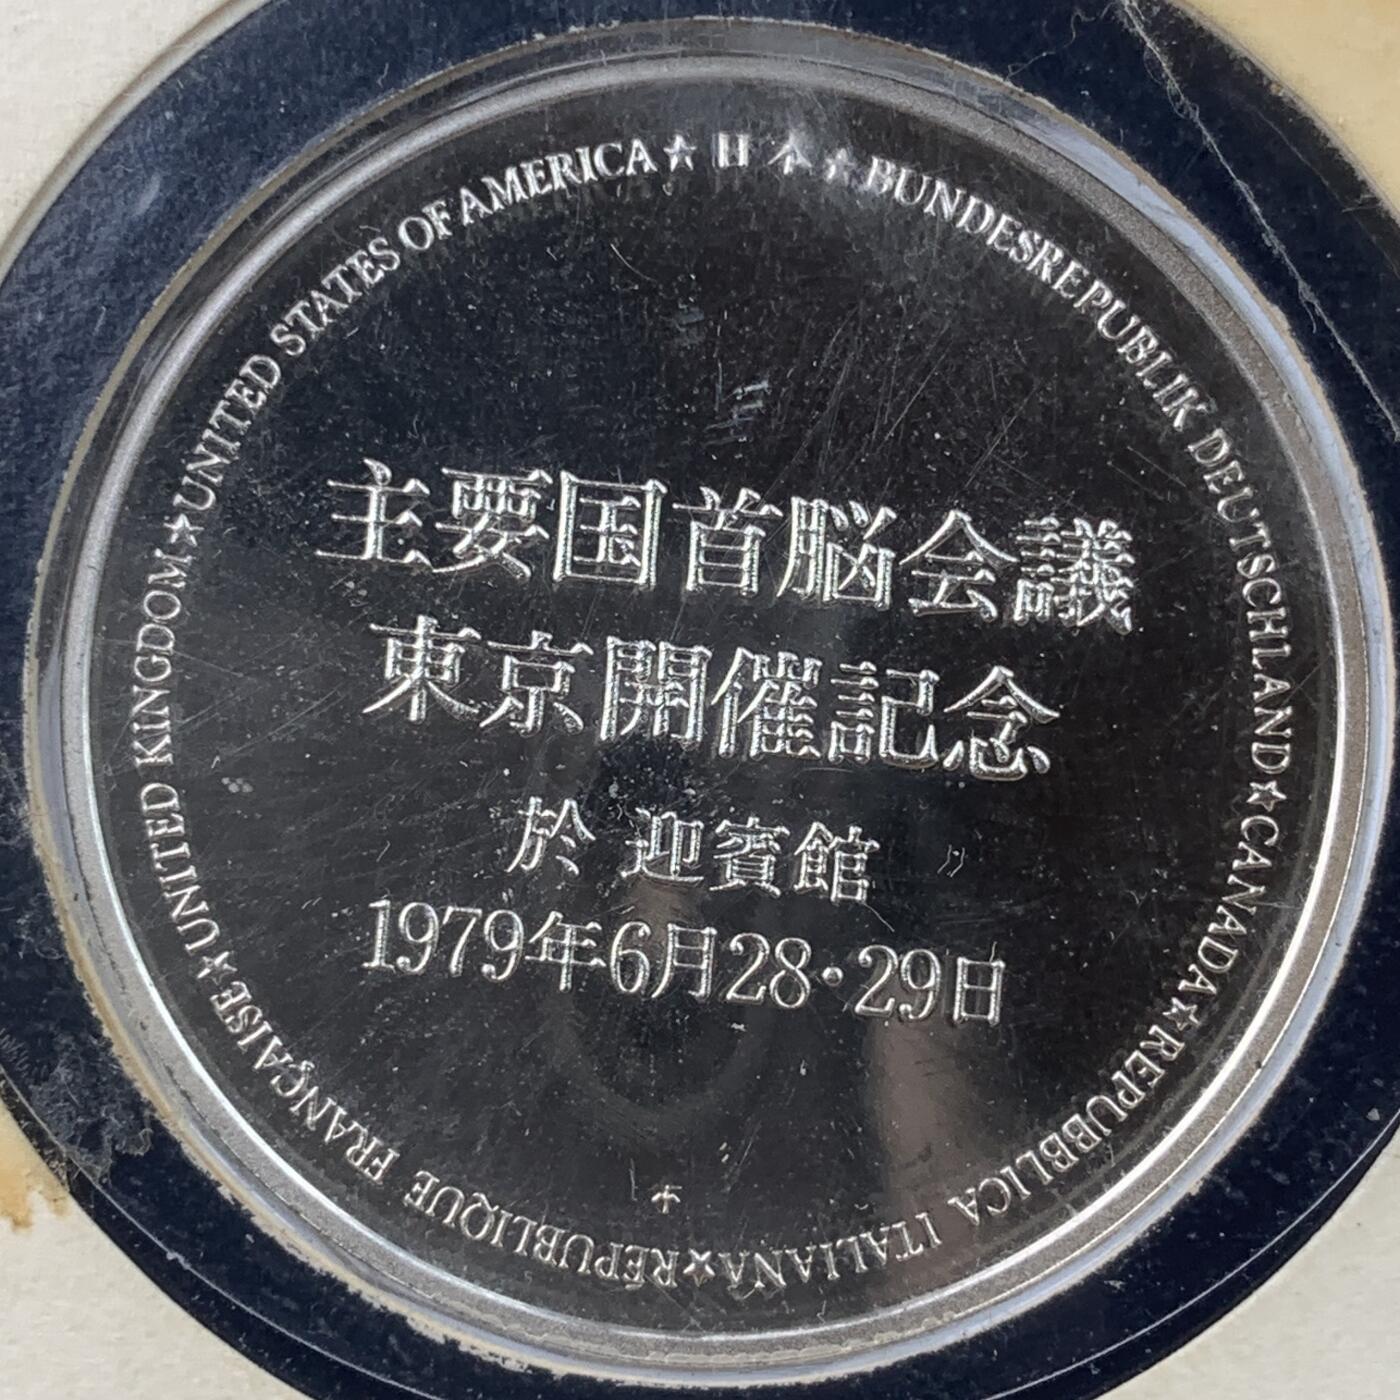 日本★BUNDESREPUBLIK DEUTSCHLAND★CANADA★REPUBBLICA ITALIANA★RÉPUBLIQUE FRANÇAISE★UNITED KINGDOM★UNITED STATES OF AMERICA★
主要国首脳会議
東京開催記念
於 迎賓館
1979年6月28·29日